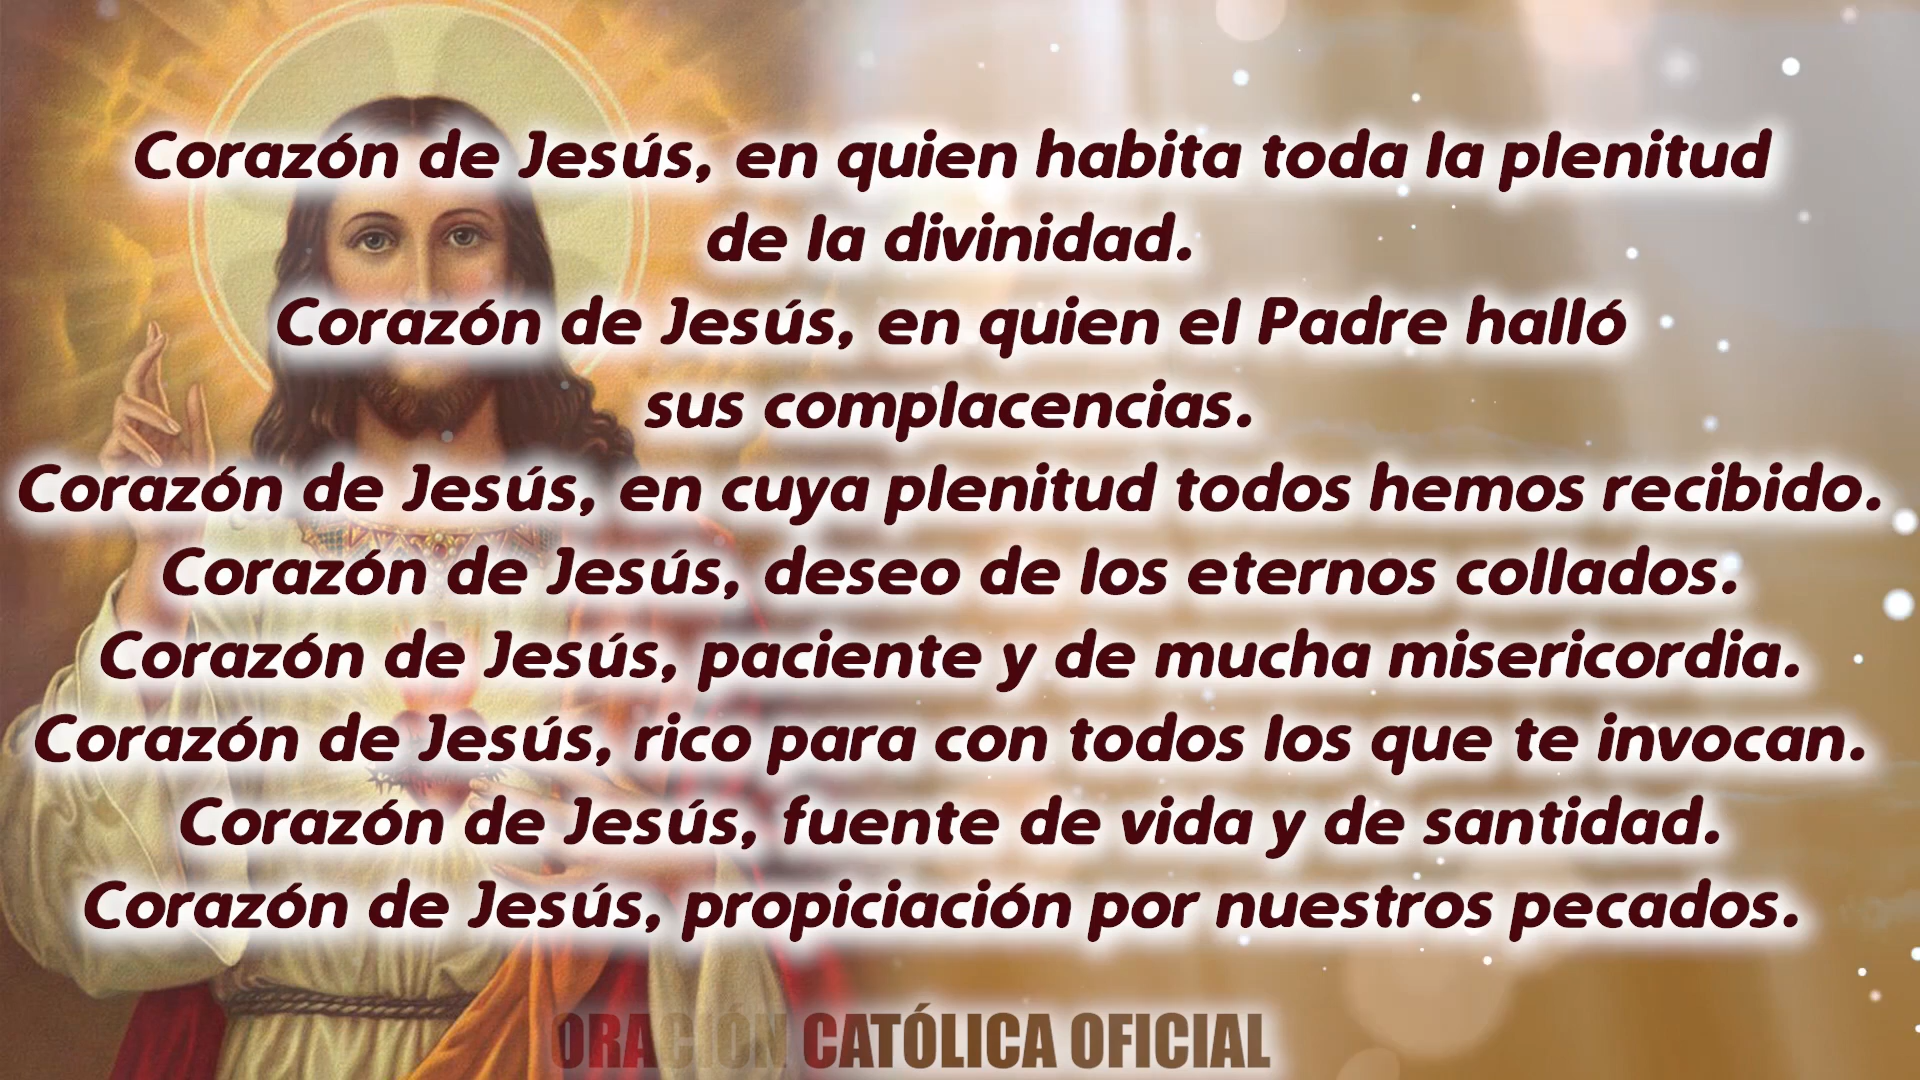 Corazón de Jesús, en quien habita toda la plenitud
de la divinidad.
Corazón de Jesús, en quien el Padre halló
sus complacencias.
Corazón de Jesús, en cuya plenitud todos hemos recibido.
Corazón de Jesús, deseo de los eternos collados.
Corazón de Jesús, paciente y de mucha misericordia.
Corazón de Jesús, rico para con todos los que te invocan.
Corazón de Jesús, fuente de vida y de santidad.
Corazón de Jesús, propiciación por nuestros pecados.
ORACIÓN CATÓLICA OFICIAL